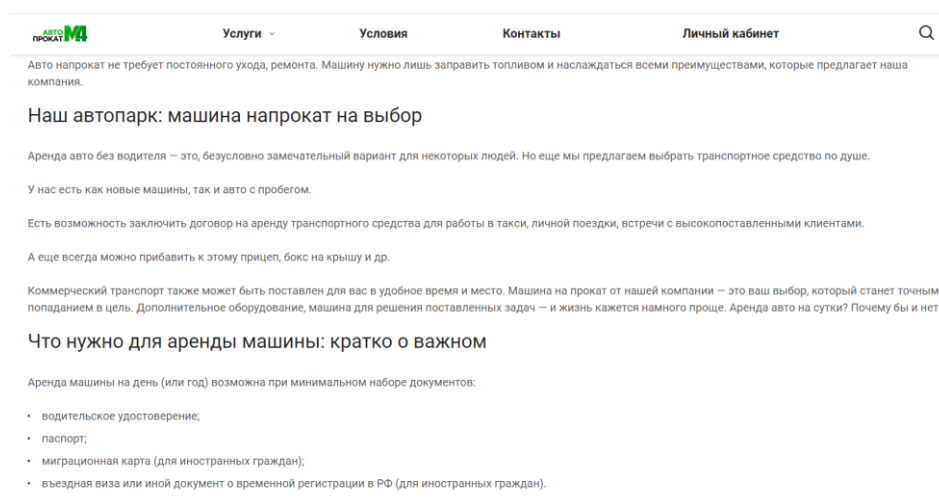 АВТО
ПРОКАТ М4
Услуги
Условия
Контакты
Личный кабинет
Авто напрокат не требует постоянного ухода, ремонта. Машину нужно лишь заправить топливом и наслаждаться всеми преимуществами, которые предлагает наша
компания.
Наш автопарк: машина напрокат на выбор
Аренда авто без водителя — это, безусловно замечательный вариант для некоторых людей. Но еще мы предлагаем выбрать транспортное средство по душе.
У нас есть как новые машины, так и авто с пробегом.
Есть возможность заключить договор на аренду транспортного средства для работы в такси, личной поездки, встречи с высокопоставленными клиентами.
А еще всегда можно прибавить к этому прицеп, бокс на крышу и др.
Коммерческий транспорт также может быть поставлен для вас в удобное время и место. Машина на прокат от нашей компании — это ваш выбор, который станет точным
попаданием в цель. Дополнительное оборудование, машина для решения поставленных задач — и жизнь кажется намного проще. Аренда авто на сутки? Почему бы и нет
Что нужно для аренды машины: кратко о важном
Аренда машины на день (или год) возможна при минимальном наборе документов:
• водительское удостоверение;
• паспорт;
• миграционная карта (для иностранных граждан);
• въездная виза или иной документ о временной регистрации в РФ (для иностранных граждан).